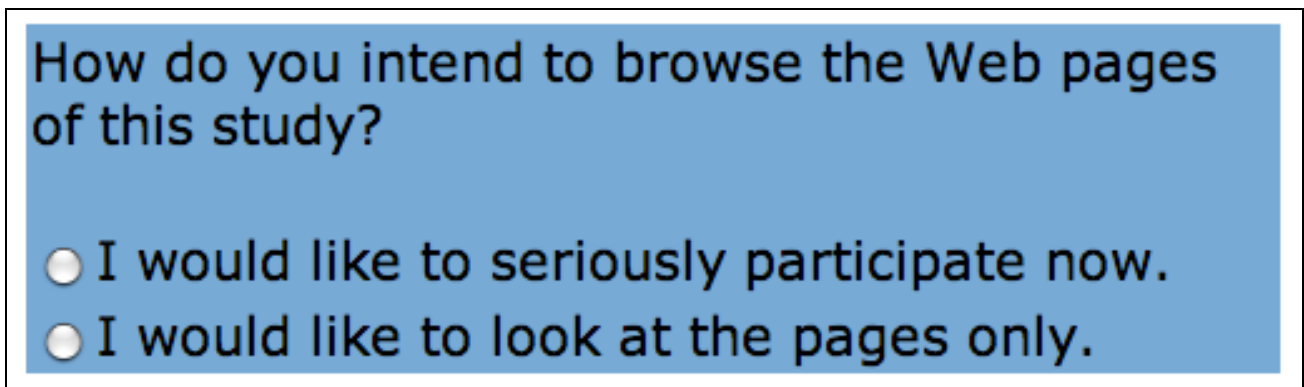 How do you intend to browse the Web pages
of this study?
I would like to seriously participate now.
I would like to look at the pages only.